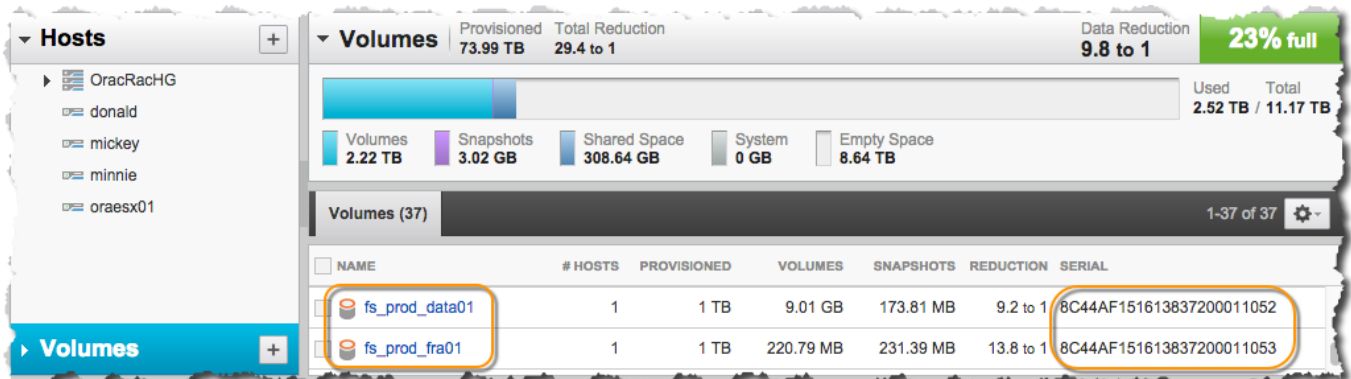 Hosts
+
OracRacHG
donald
mickey
minnie
oraesx01
Volumes
+
Volumes
Provisioned
73.99 TB
Total Reduction
29.4 to 1
Data Reduction
9.8 to 1
23% full
Used Total
2.52 TB / 11.17 TB
Volumes
2.22 TB
Snapshots
3.02 GB
Shared Space
308.64 GB
System
0 GB
Empty Space
8.64 TB
Volumes (37)
1-37 of 37
NAME # HOSTS PROVISIONED VOLUMES SNAPSHOTS REDUCTION SERIAL
fs_prod_data01 1 1 TB 9.01 GB 173.81 MB 9.2 to 1 8C44AF151613837200011052
fs_prod_fra01 1 1 TB 220.79 MB 231.39 MB 13.8 to 1 8C44AF151613837200011053